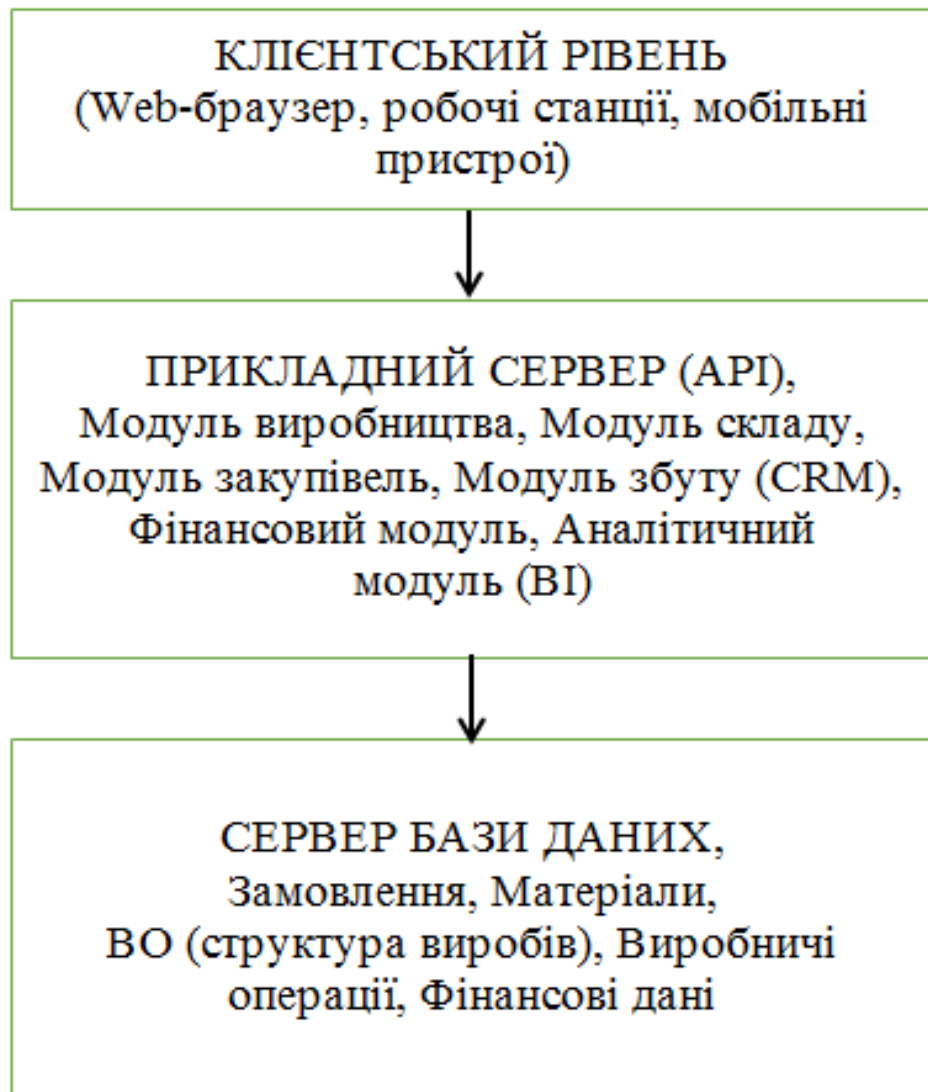 КЛІЄНТСЬКИЙ РІВЕНЬ
(Web-браузер, робочі станції, мобільні
пристрої)
ПРИКЛАДНИЙ СЕРВЕР (API),
Модуль виробництва, Модуль складу,
Модуль закупівель, Модуль збуту (CRM),
Фінансовий модуль, Аналітичний
модуль (BI)
СЕРВЕР БАЗИ ДАНИХ,
Замовлення, Матеріали,
ВО (структура виробів), Виробничі
операції, Фінансові дані